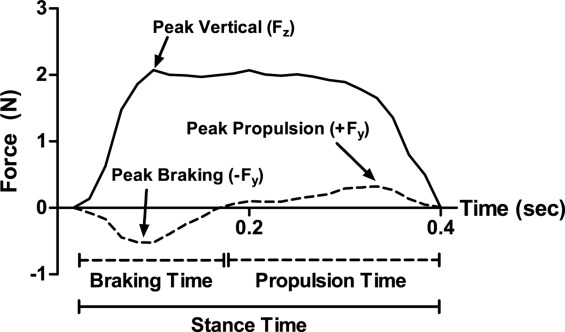 3
2
1
0
-1
Force (N)
Peak Vertical (Fz)
Peak Propulsion (+Fy)
Peak Braking (-Fy)
0.2
0.4
Time (sec)
Braking Time
Propulsion Time
Stance Time